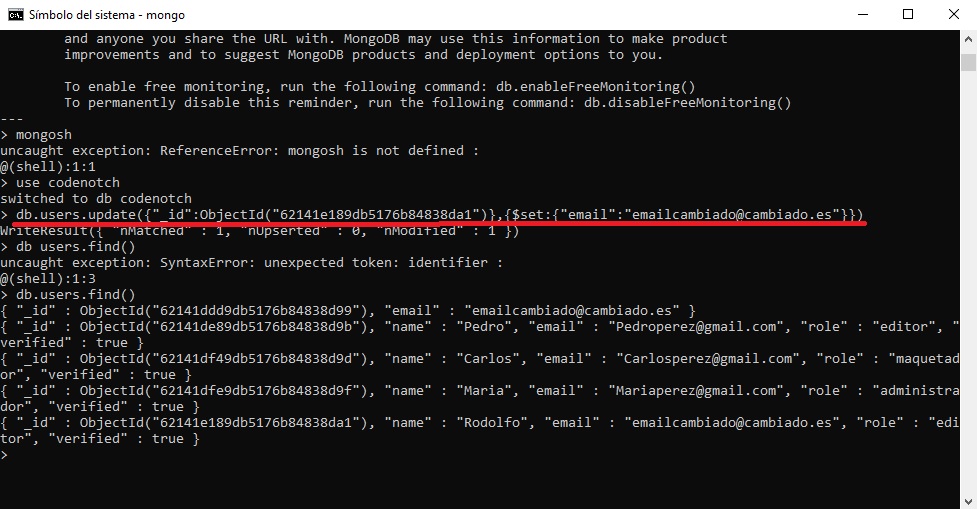 Símbolo del sistema - mongo
and anyone you share the URL with. MongoDB may use this information to make product
improvements and to suggest MongoDB products and deployment options to you.
To enable free monitoring, run the following command: db.enableFreeMonitoring()
To permanently disable this reminder, run the following command: db.disableFreeMonitoring()
---
> mongosh
uncaught exception: ReferenceError: mongosh is not defined :
@(shell):1:1
> use codenotch
switched to db codenotch
> db.users.update({"_id":ObjectId("62141e189db5176b84838da1")},{$set:{"email":"emailcambiado@cambiado.es"}})
WriteResult({ "nMatched" : 1, "nUpserted" : 0, "nModified" : 1 })
> db users.find()
uncaught exception: SyntaxError: unexpected token: identifier :
@(shell):1:3
> db.users.find()
{ "_id" : ObjectId("62141ddd9db5176b84838d99"), "email" : "emailcambiado@cambiado.es" }
{ "_id" : ObjectId("62141de89db5176b84838d9b"), "name" : "Pedro", "email" : "Pedroperez@gmail.com", "role" : "editor", "
verified" : true }
{ "_id" : ObjectId("62141df49db5176b84838d9d"), "name" : "Carlos", "email" : "Carlosperez@gmail.com", "role" : "maquetad
or", "verified" : true }
{ "_id" : ObjectId("62141dfe9db5176b84838d9f"), "name" : "Maria", "email" : "Mariaperez@gmail.com", "role" : "administra
dor", "verified" : true }
{ "_id" : ObjectId("62141e189db5176b84838da1"), "name" : "Rodolfo", "email" : "emailcambiado@cambiado.es", "role" : "edi
tor", "verified" : true }
>